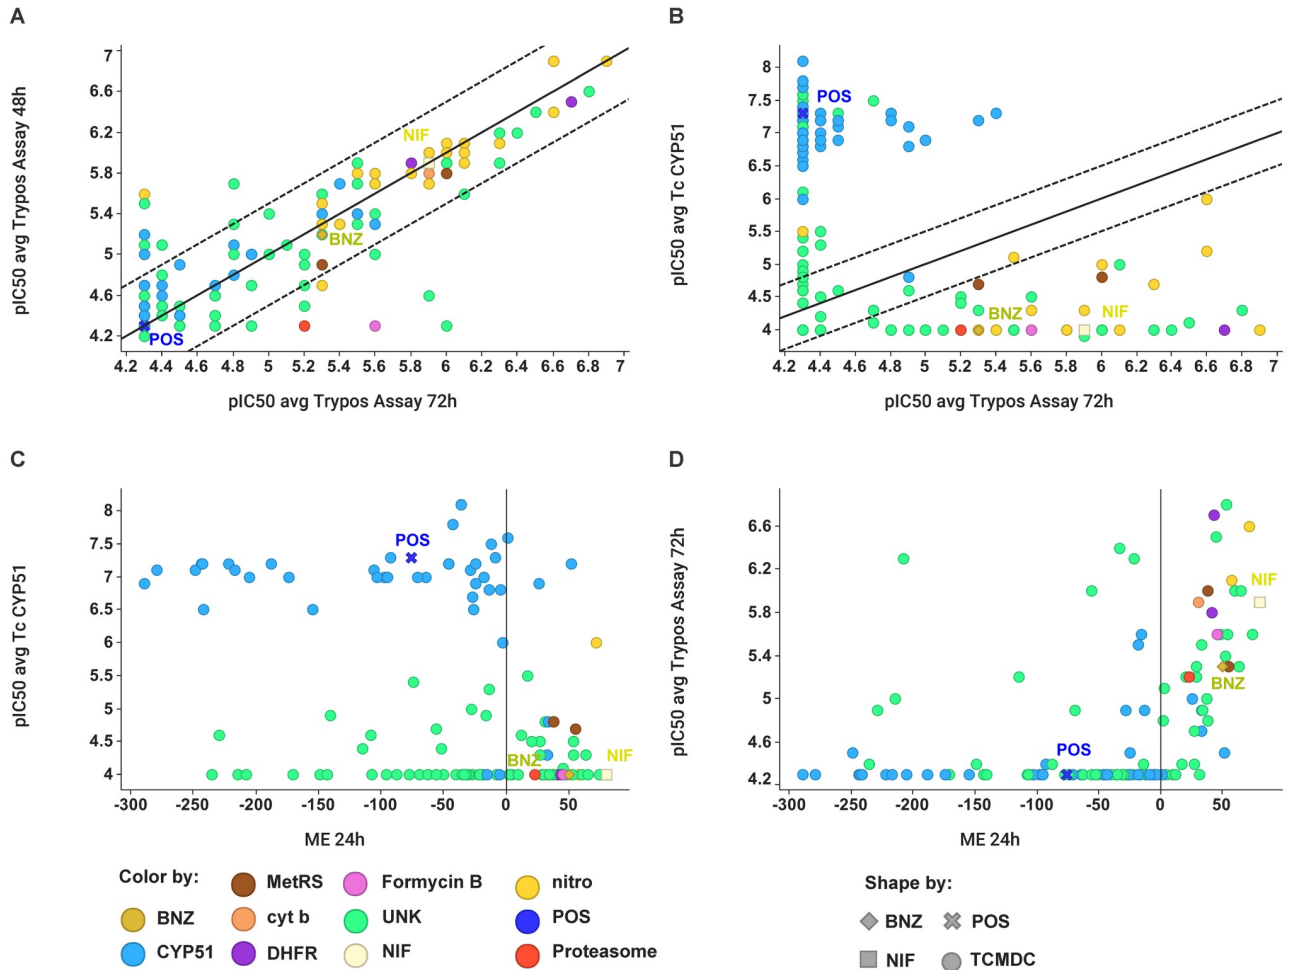 A
pIC50 avg Trypos Assay 48h
7
6.6
6.2
5.8
5.4
5
4.6
4.2
NIF
BNZ
POS
4.2 4.4 4.6 4.8 5 5.2 5.4 5.6 5.8 6 6.2 6.4 6.6 6.8 7
pIC50 avg Trypos Assay 72h
B
pIC50 avg Tc CYP51
8
7.5
7
6.5
6
5.5
5
4.5
4
POS
BNZ
NIF
4.2 4.4 4.6 4.8 5 5.2 5.4 5.6 5.8 6 6.2 6.4 6.6 6.8 7
pIC50 avg Trypos Assay 72h
C
pIC50 avg Tc CYP51
8
7.5
7
6.5
6
5.5
5
4.5
4
POS
BNZ
NIF
-300 -250 -200 -150 -100 -50 0 50
ME 24h
D
pIC50 avg Trypos Assay 72h
6.6
6.2
5.8
5.4
5
4.6
4.2
NIF
BNZ
POS
-300 -250 -200 -150 -100 -50 0 50
ME 24h
Color by:
MetRS Formycin B nitro
BNZ cyt b UNK POS
CYP51 DHFR NIF Proteasome
Shape by:
BNZ POS
NIF TCMDC